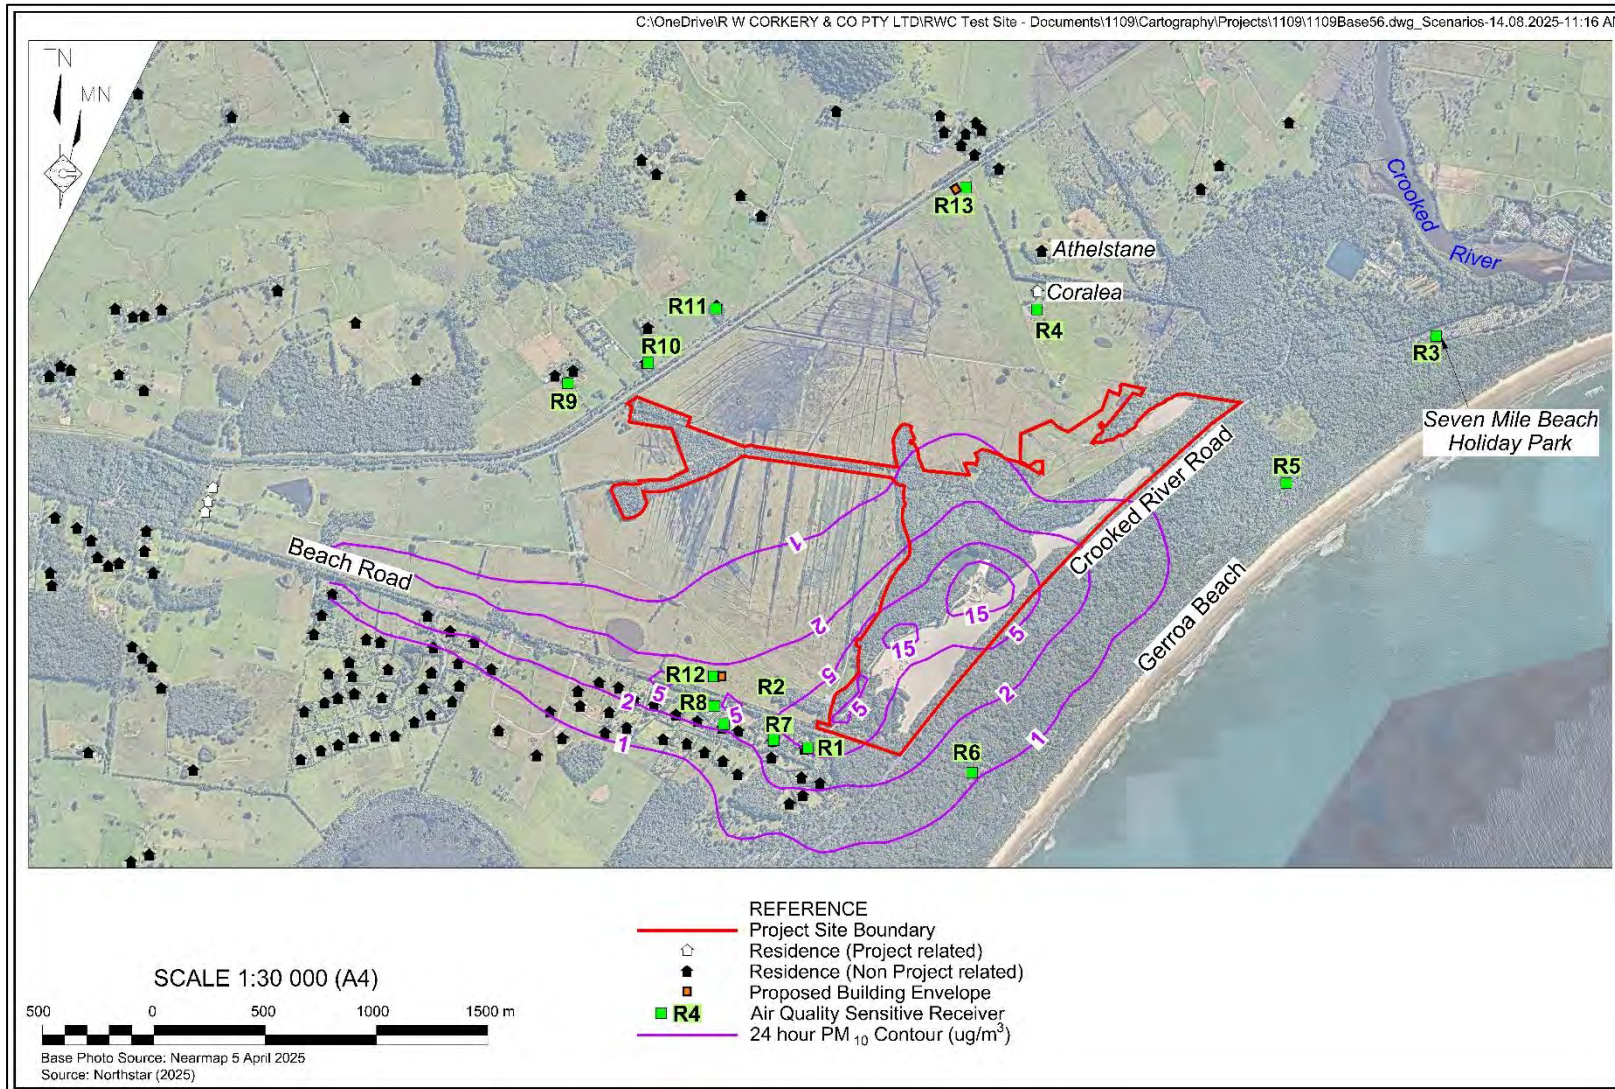 C:\OneDrive\R W CORKERY & CO PTY LTD\RWC Test Site - Documents\1109\Cartography\Projects\1109\1109Base56.dwg_Scenarios-14.08.2025-11:16 AM
N
MN
R13
Athelstane
Coralea
R4
Crooked
River
R11
R10
R9
R3
Seven Mile Beach
Holiday Park
R5
Crooked River Road
Gerroa Beach
Beach Road
1
2
5
15
15
5
2
1
5
5
5
2
1
R12
R8
R2
R7
R1
R6
REFERENCE
Project Site Boundary
Residence (Project related)
Residence (Non Project related)
Proposed Building Envelope
R4 Air Quality Sensitive Receiver
24 hour PM 10 Contour (ug/m³)
SCALE 1:30 000 (A4)
500 0 500 1000 1500 m
Base Photo Source: Nearmap 5 April 2025
Source: Northstar (2025)